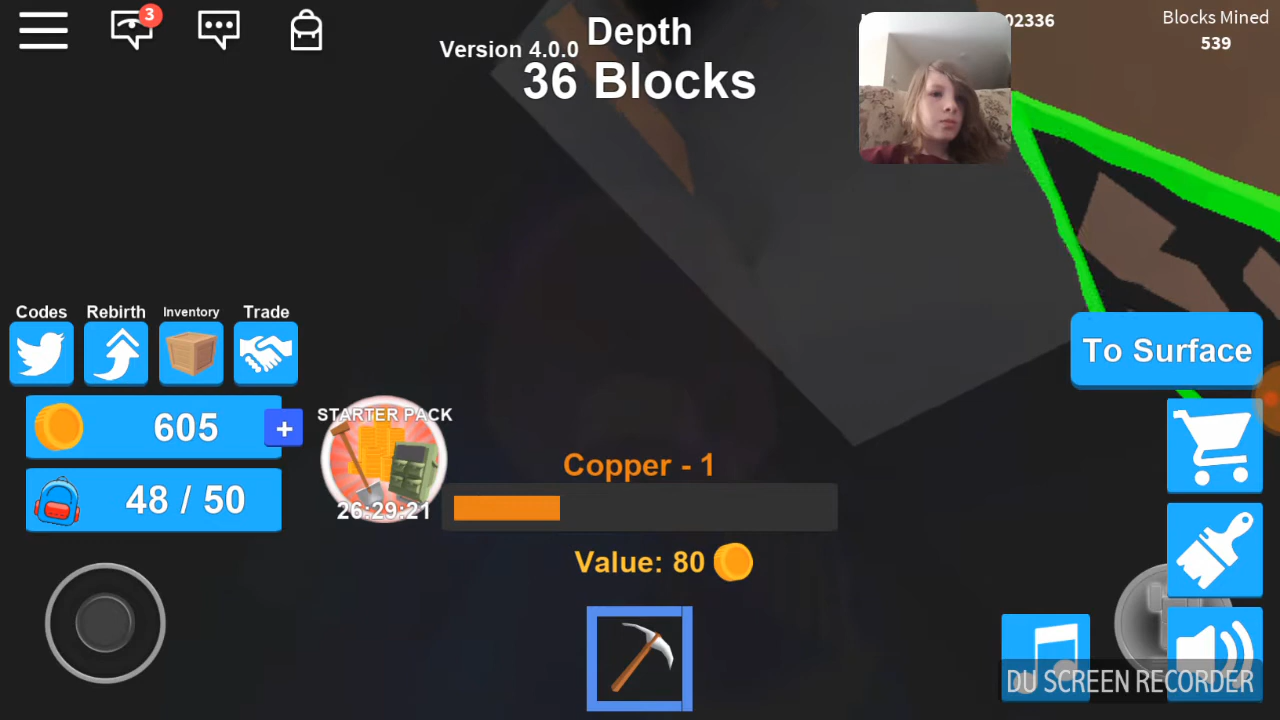 3
Version 4.0.0
Depth
36 Blocks
02336
Blocks Mined
539
Codes
Rebirth
Inventory
Trade
To Surface
605
+
STARTER PACK
26:29:21
48 / 50
Copper - 1
Value: 80
DU SCREEN RECORDER